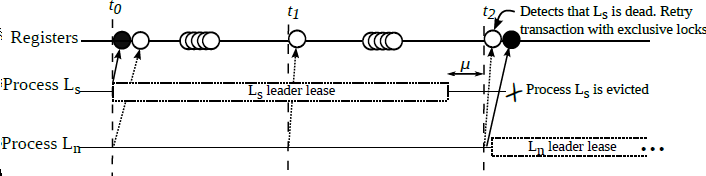 t0
t1
t2
Detects that Ls is dead. Retry
transaction with exclusive locks
Registers
μ
Process Ls
Ls leader lease
Process Ls is evicted
Process Ln
Ln leader lease
•••